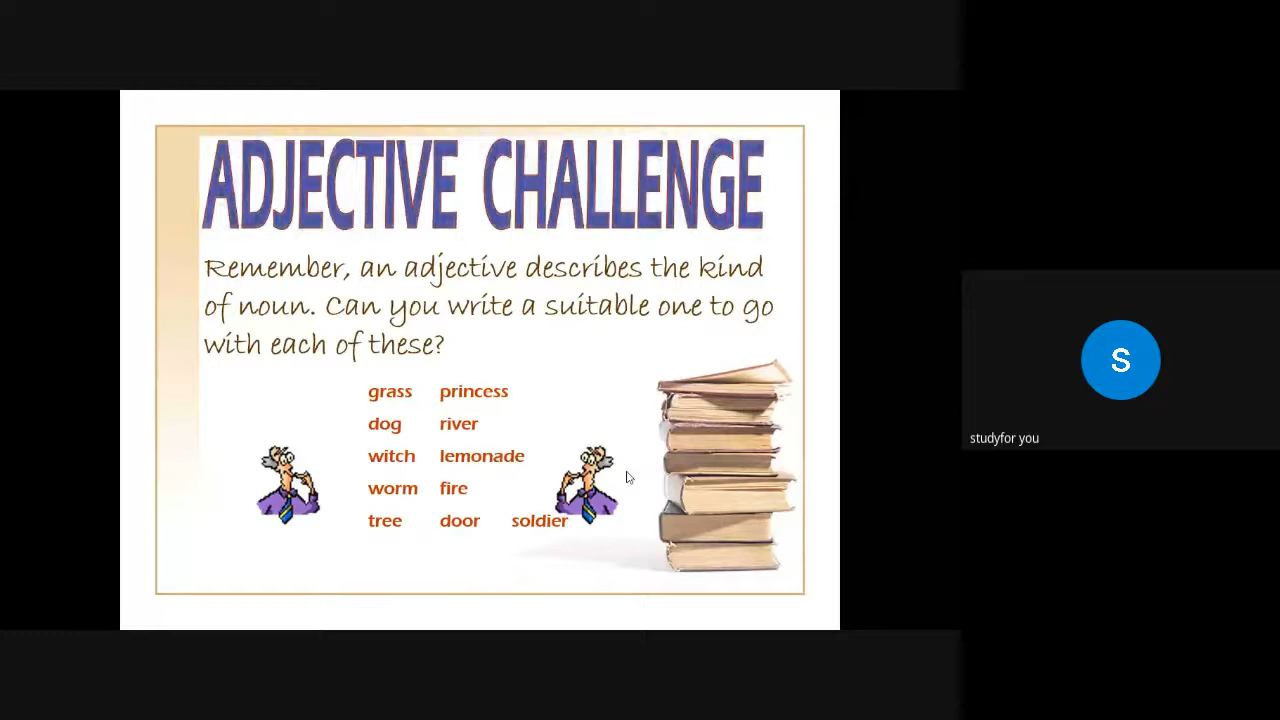 ADJECTIVE CHALLENGE
Remember, an adjective describes the kind
of noun. Can you write a suitable one to go
with each of these?
grass princess
dog river
witch lemonade
worm fire
tree door soldier
S
studyfor you